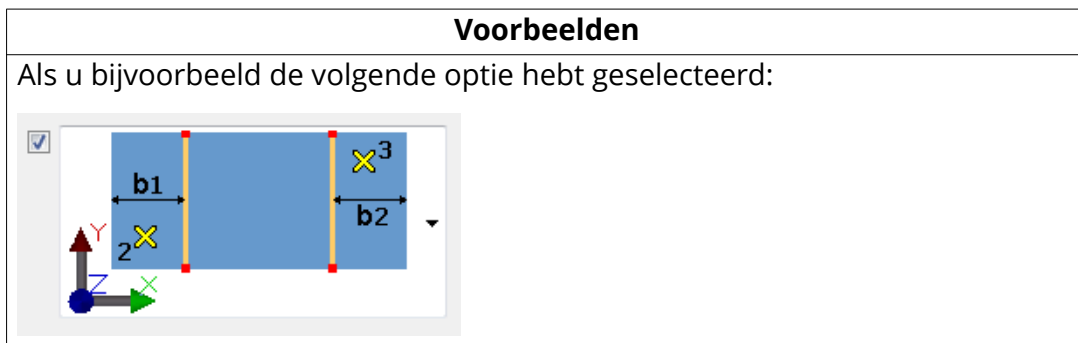 Voorbeelden
Als u bijvoorbeeld de volgende optie hebt geselecteerd:
3
b1
b2
Y
2
Z X